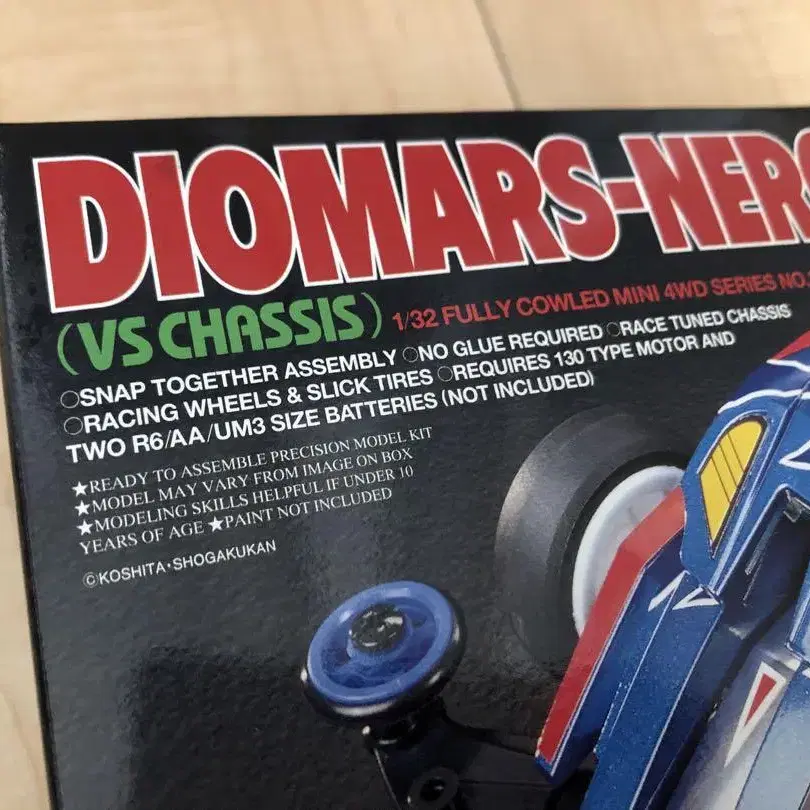 DIOMARS-NERO
(VS CHASSIS) 1/32 FULLY COWLED MINI 4WD SERIES NO.
○SNAP TOGETHER ASSEMBLY ○NO GLUE REQUIRED ○RACE TUNED CHASSIS
○RACING WHEELS & SLICK TIRES ○REQUIRES 130 TYPE MOTOR AND
TWO R6/AA/UM3 SIZE BATTERIES (NOT INCLUDED)
★READY TO ASSEMBLE PRECISION MODEL KIT
★MODEL MAY VARY FROM IMAGE ON BOX
★MODELING SKILLS HELPFUL IF UNDER 10
YEARS OF AGE ★PAINT NOT INCLUDED
©KOSHITA・SHOGAKUKAN